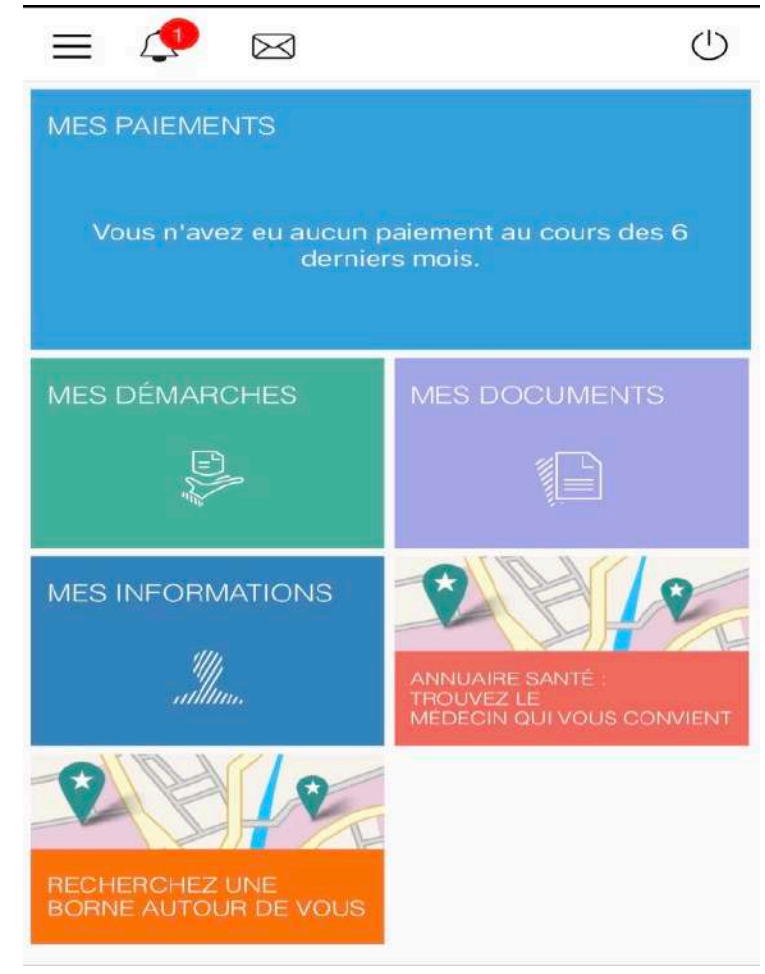 1
MES PAIEMENTS
Vous n'avez eu aucun paiement au cours des 6
derniers mois.
MES DÉMARCHES
MES DOCUMENTS
MES INFORMATIONS
ANNUAIRE SANTÉ :
TROUVEZ LE
MÉDECIN QUI VOUS CONVIENT
RECHERCHEZ UNE
BORNE AUTOUR DE VOUS